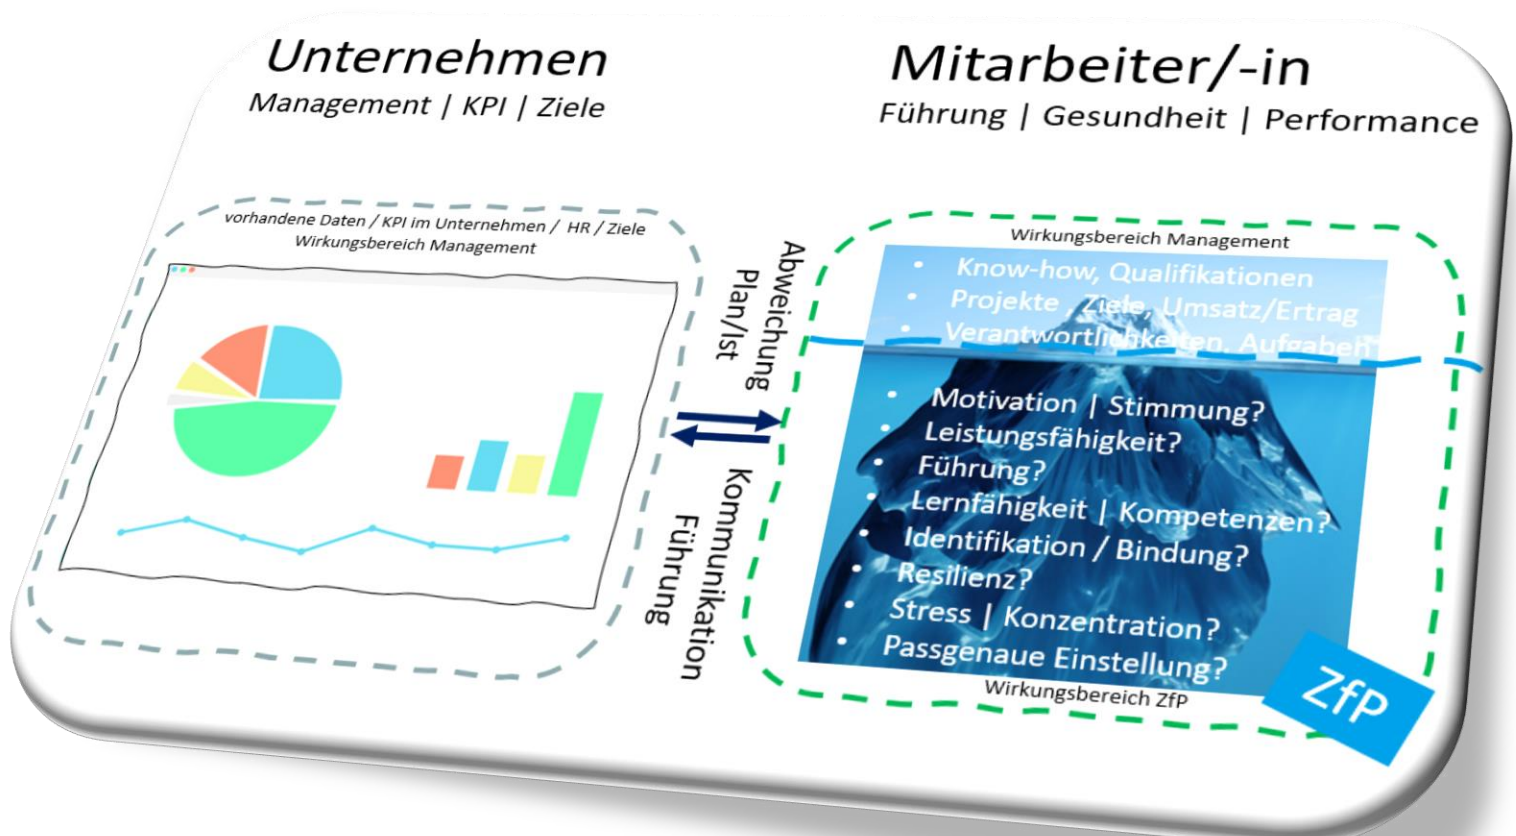 Unternehmen
Management | KPI | Ziele
vorhandene Daten / KPI im Unternehmen / HR / Ziele
Wirkungsbereich Management
Abweichung
Plan/Ist
Kommunikation
Führung
Mitarbeiter/-in
Führung | Gesundheit | Performance
Wirkungsbereich Management
• Know-how, Qualifikationen
• Projekte , Ziele, Umsatz/Ertrag
• Verantwortlichkeiten, Aufgaben
• Motivation | Stimmung?
• Leistungsfähigkeit?
• Führung?
• Lernfähigkeit | Kompetenzen?
• Identifikation / Bindung?
• Resilienz?
• Stress | Konzentration?
• Passgenaue Einstellung?
Wirkungsbereich ZfP
ZfP